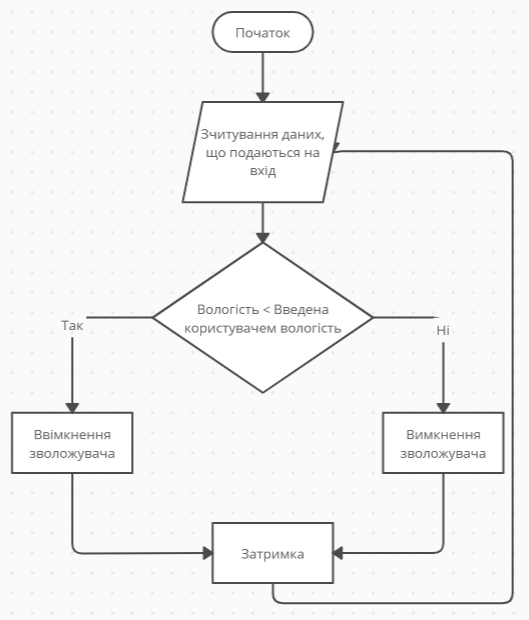 Початок
Зчитування даних,
що подаються на
вхід
Вологість < Введена
користувачем вологість
Так
Ні
Ввімкнення
зволожувача
Вимкнення
зволожувача
Затримка